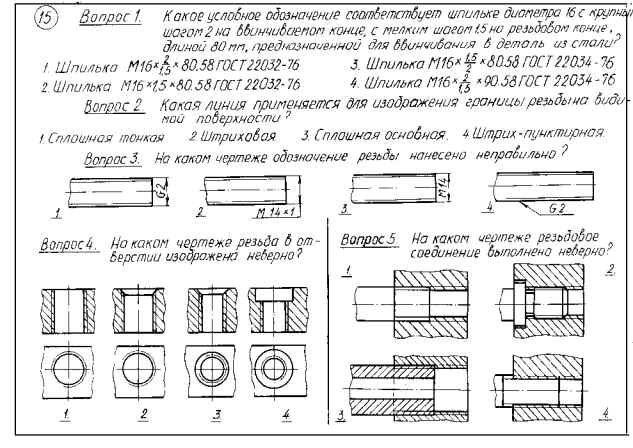 15 Вопрос 1. Какое условное обозначение соответствует шпильке диаметра 16 с крупным
шагом 2 на ввинчиваемом конце, с мелким шагом 1,5 на резьбовом конце,
длиной 80 мм, предназначенной для ввинчивания в деталь из стали?
1. Шпилька М16×2/1,5×80.58 ГОСТ 22032-76
3. Шпилька М16×1,5/2×80.58 ГОСТ 22034-76
2. Шпилька М16×1,5×80.58 ГОСТ 22032-76
4. Шпилька М16×2/1,5×90.58 ГОСТ 22034-76
Вопрос 2. Какая линия применяется для изображения границы резьбы на види-
мой поверхности?
1. Сплошная тонкая 2. Штриховая 3. Сплошная основная. 4. Штрих-пунктирная.
Вопрос 3. На каком чертеже обозначение резьбы нанесено неправильно?
1. G2
2. М14×1
3. М14
4. G2
Вопрос 4. На каком чертеже резьба в от-
верстии изображена неверно?
1 2 3 4
Вопрос 5 На каком чертеже резьбовое
соединение выполнено неверно?
1. 2.
3. 4.